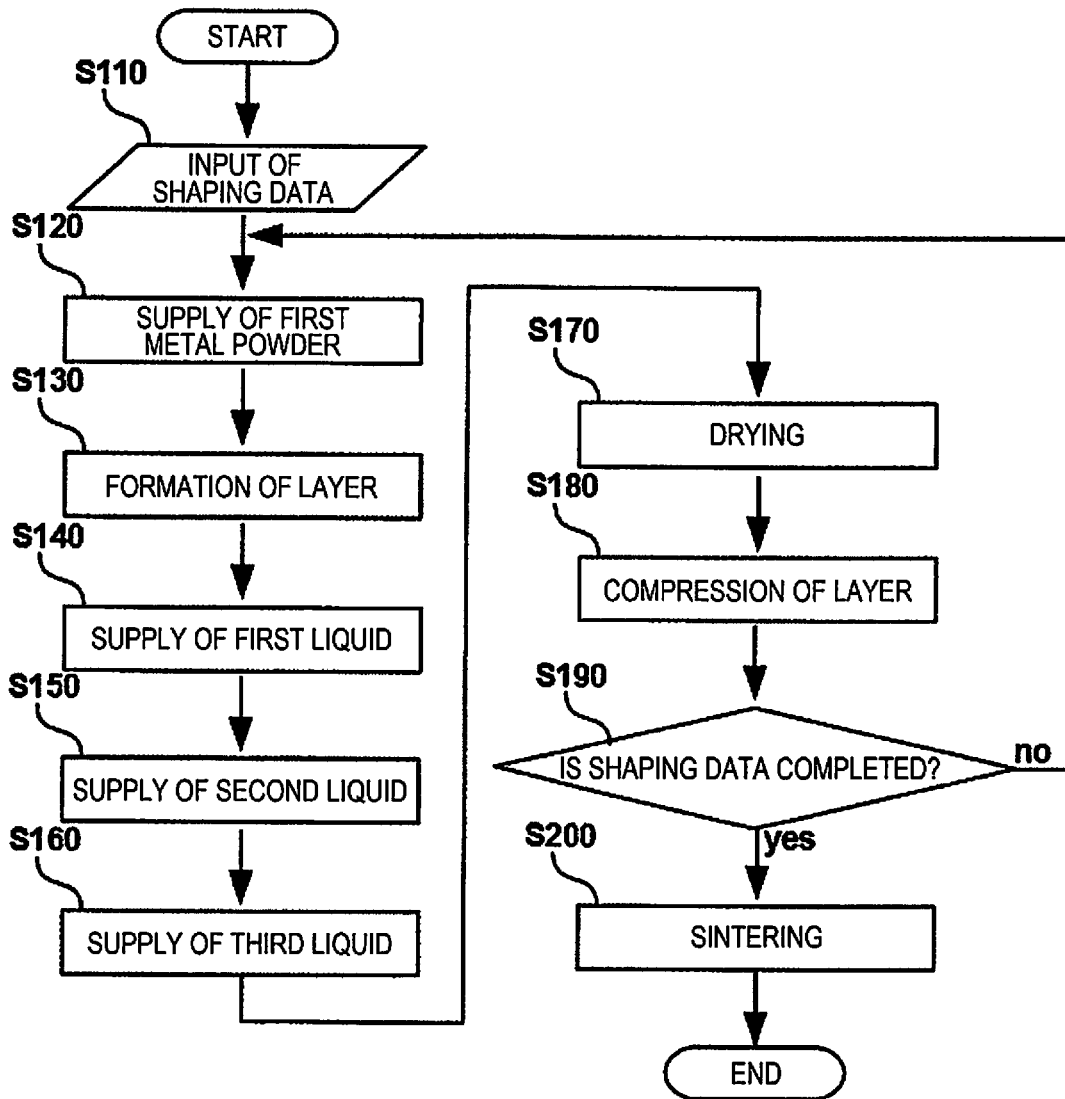 START
S110
INPUT OF
SHAPING DATA
S120
SUPPLY OF FIRST
METAL POWDER
S130
FORMATION OF LAYER
S140
SUPPLY OF FIRST LIQUID
S150
SUPPLY OF SECOND LIQUID
S160
SUPPLY OF THIRD LIQUID
S170
DRYING
S180
COMPRESSION OF LAYER
S190
IS SHAPING DATA COMPLETED?
no
yes
S200
SINTERING
END